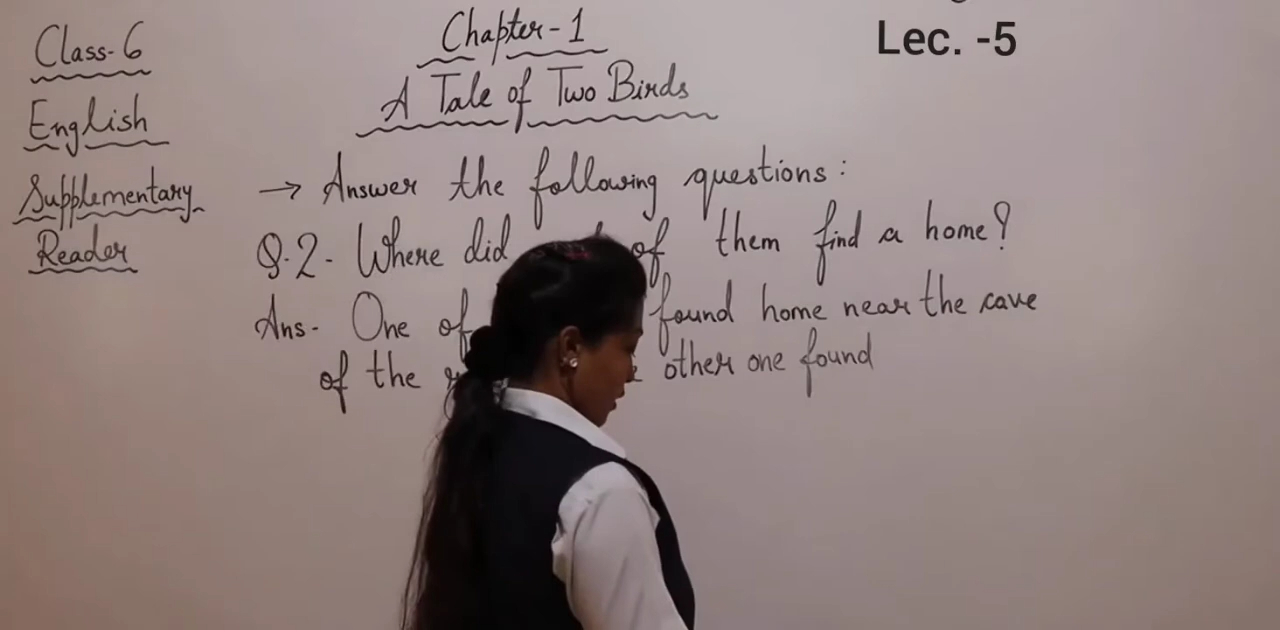 Class-6
English
Supplementary
Reader
Chapter-1
A Tale of Two Birds
Lec. -5
→ Answer the following questions:
Q.2- Where did of them find a home?
Ans- One of found home near the cave
of the other one found